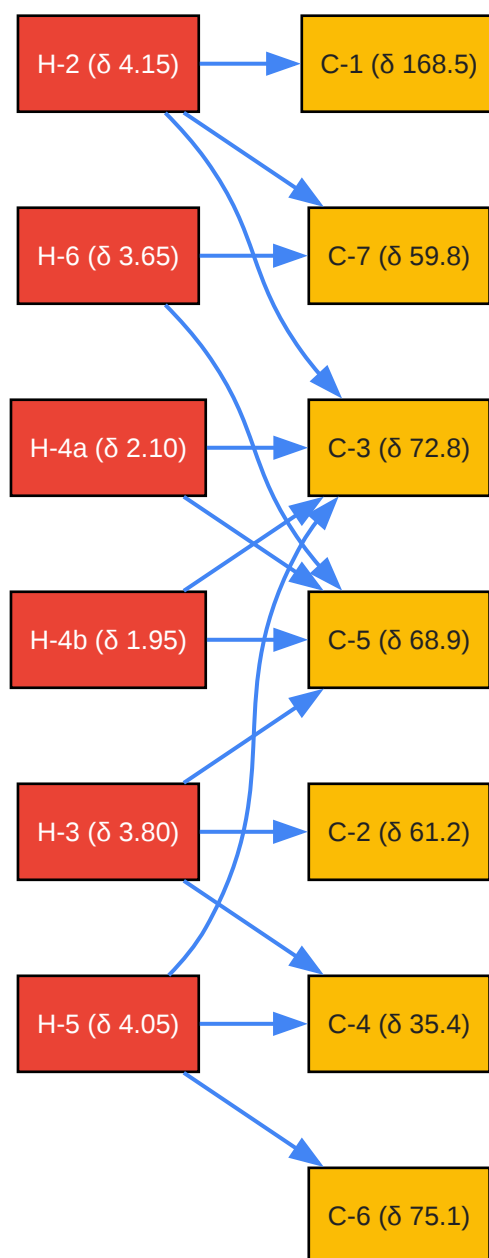 H-2 (δ 4.15)
C-1 (δ 168.5)
H-6 (δ 3.65)
C-7 (δ 59.8)
H-4a (δ 2.10)
C-3 (δ 72.8)
H-4b (δ 1.95)
C-5 (δ 68.9)
H-3 (δ 3.80)
C-2 (δ 61.2)
H-5 (δ 4.05)
C-4 (δ 35.4)
C-6 (δ 75.1)